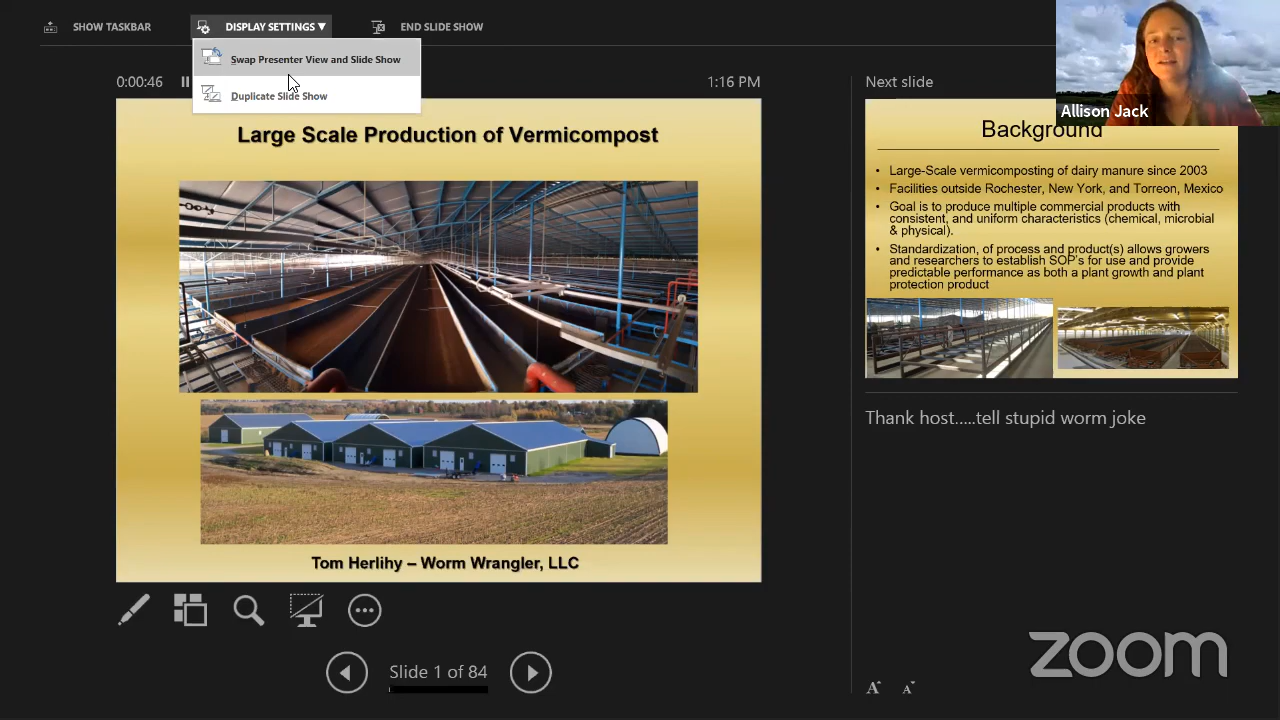 SHOW TASKBAR
DISPLAY SETTINGS ▼
END SLIDE SHOW
Swap Presenter View and Slide Show
Duplicate Slide Show
0:00:46
1:16 PM
Large Scale Production of Vermicompost
Tom Herlihy – Worm Wrangler, LLC
Slide 1 of 84
Next slide
Allison Jack
Background
• Large-Scale vermicomposting of dairy manure since 2003
• Facilities outside Rochester, New York, and Torreon, Mexico
• Goal is to produce multiple commercial products with
consistent, and uniform characteristics (chemical, microbial
& physical).
• Standardization, of process and product(s) allows growers
and researchers to establish SOP's for use and provide
predictable performance as both a plant growth and plant
protection product
Thank host.....tell stupid worm joke
A A
zoom